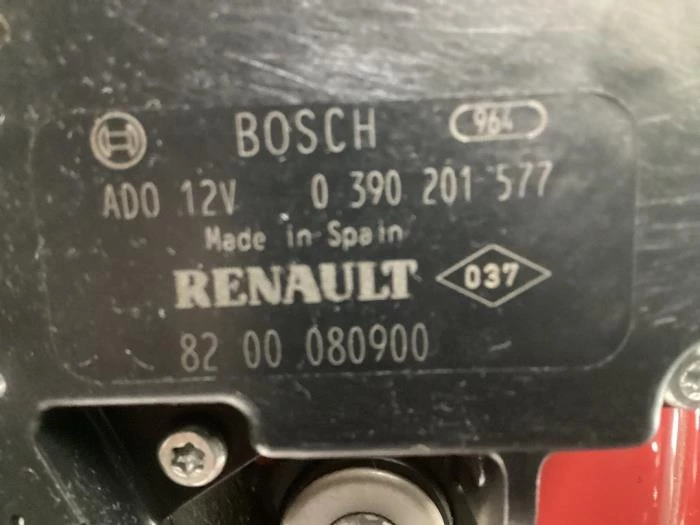 BOSCH 964
ADO 12V 0 390 201 577
Made in Spain
RENAULT 037
82 00 080900